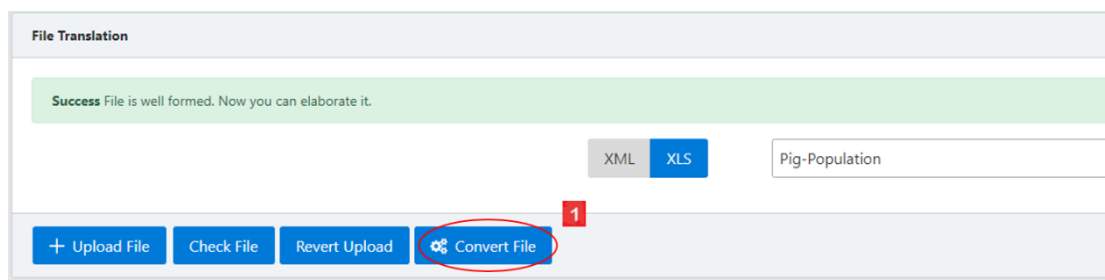 File Translation
Success File is well formed. Now you can elaborate it.
XML XLS Pig-Population
1
+ Upload File Check File Revert Upload Convert File